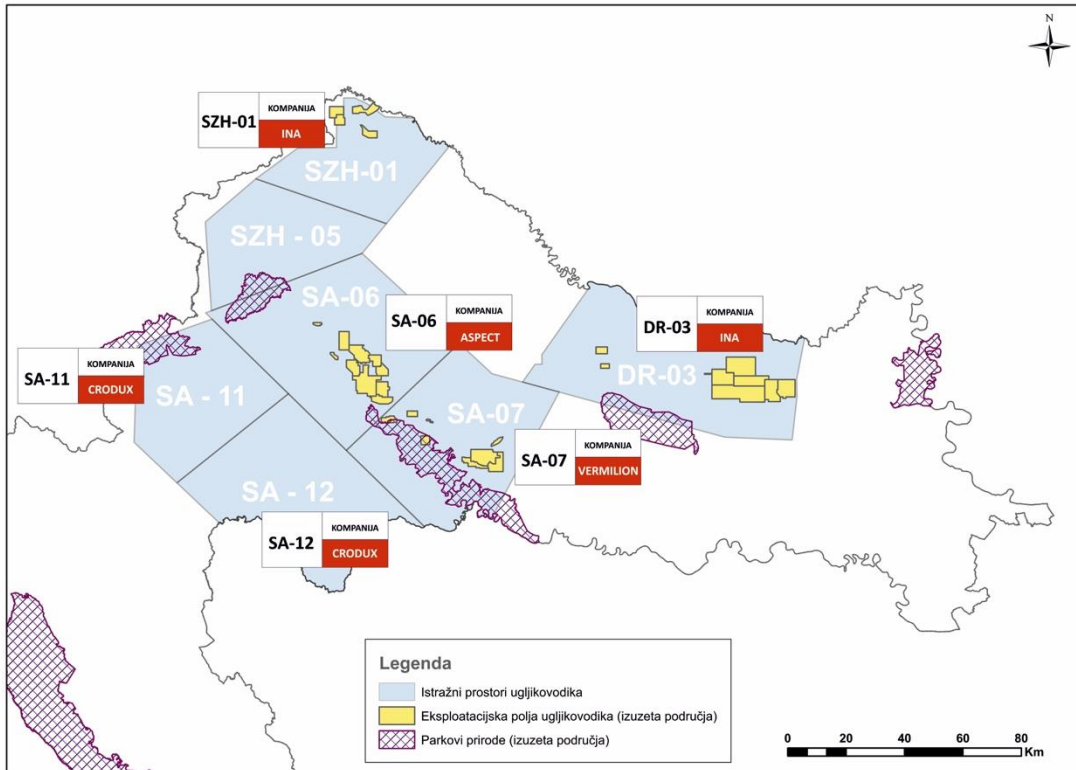 N
SZH-01
KOMPANIJA
INA
SZH-01
SZH - 05
SA-06
SA-06
KOMPANIJA
ASPECT
DR-03
KOMPANIJA
INA
DR-03
SA-11
KOMPANIJA
CRODUX
SA - 11
SA-07
SA-07
KOMPANIJA
VERMILION
SA - 12
SA-12
KOMPANIJA
CRODUX
Legenda
Istražni prostori ugljikovodika
Eksploatacijska polja ugljikovodika (izuzeta područja)
Parkovi prirode (izuzeta područja)
0 10 20 40 60 80
Km